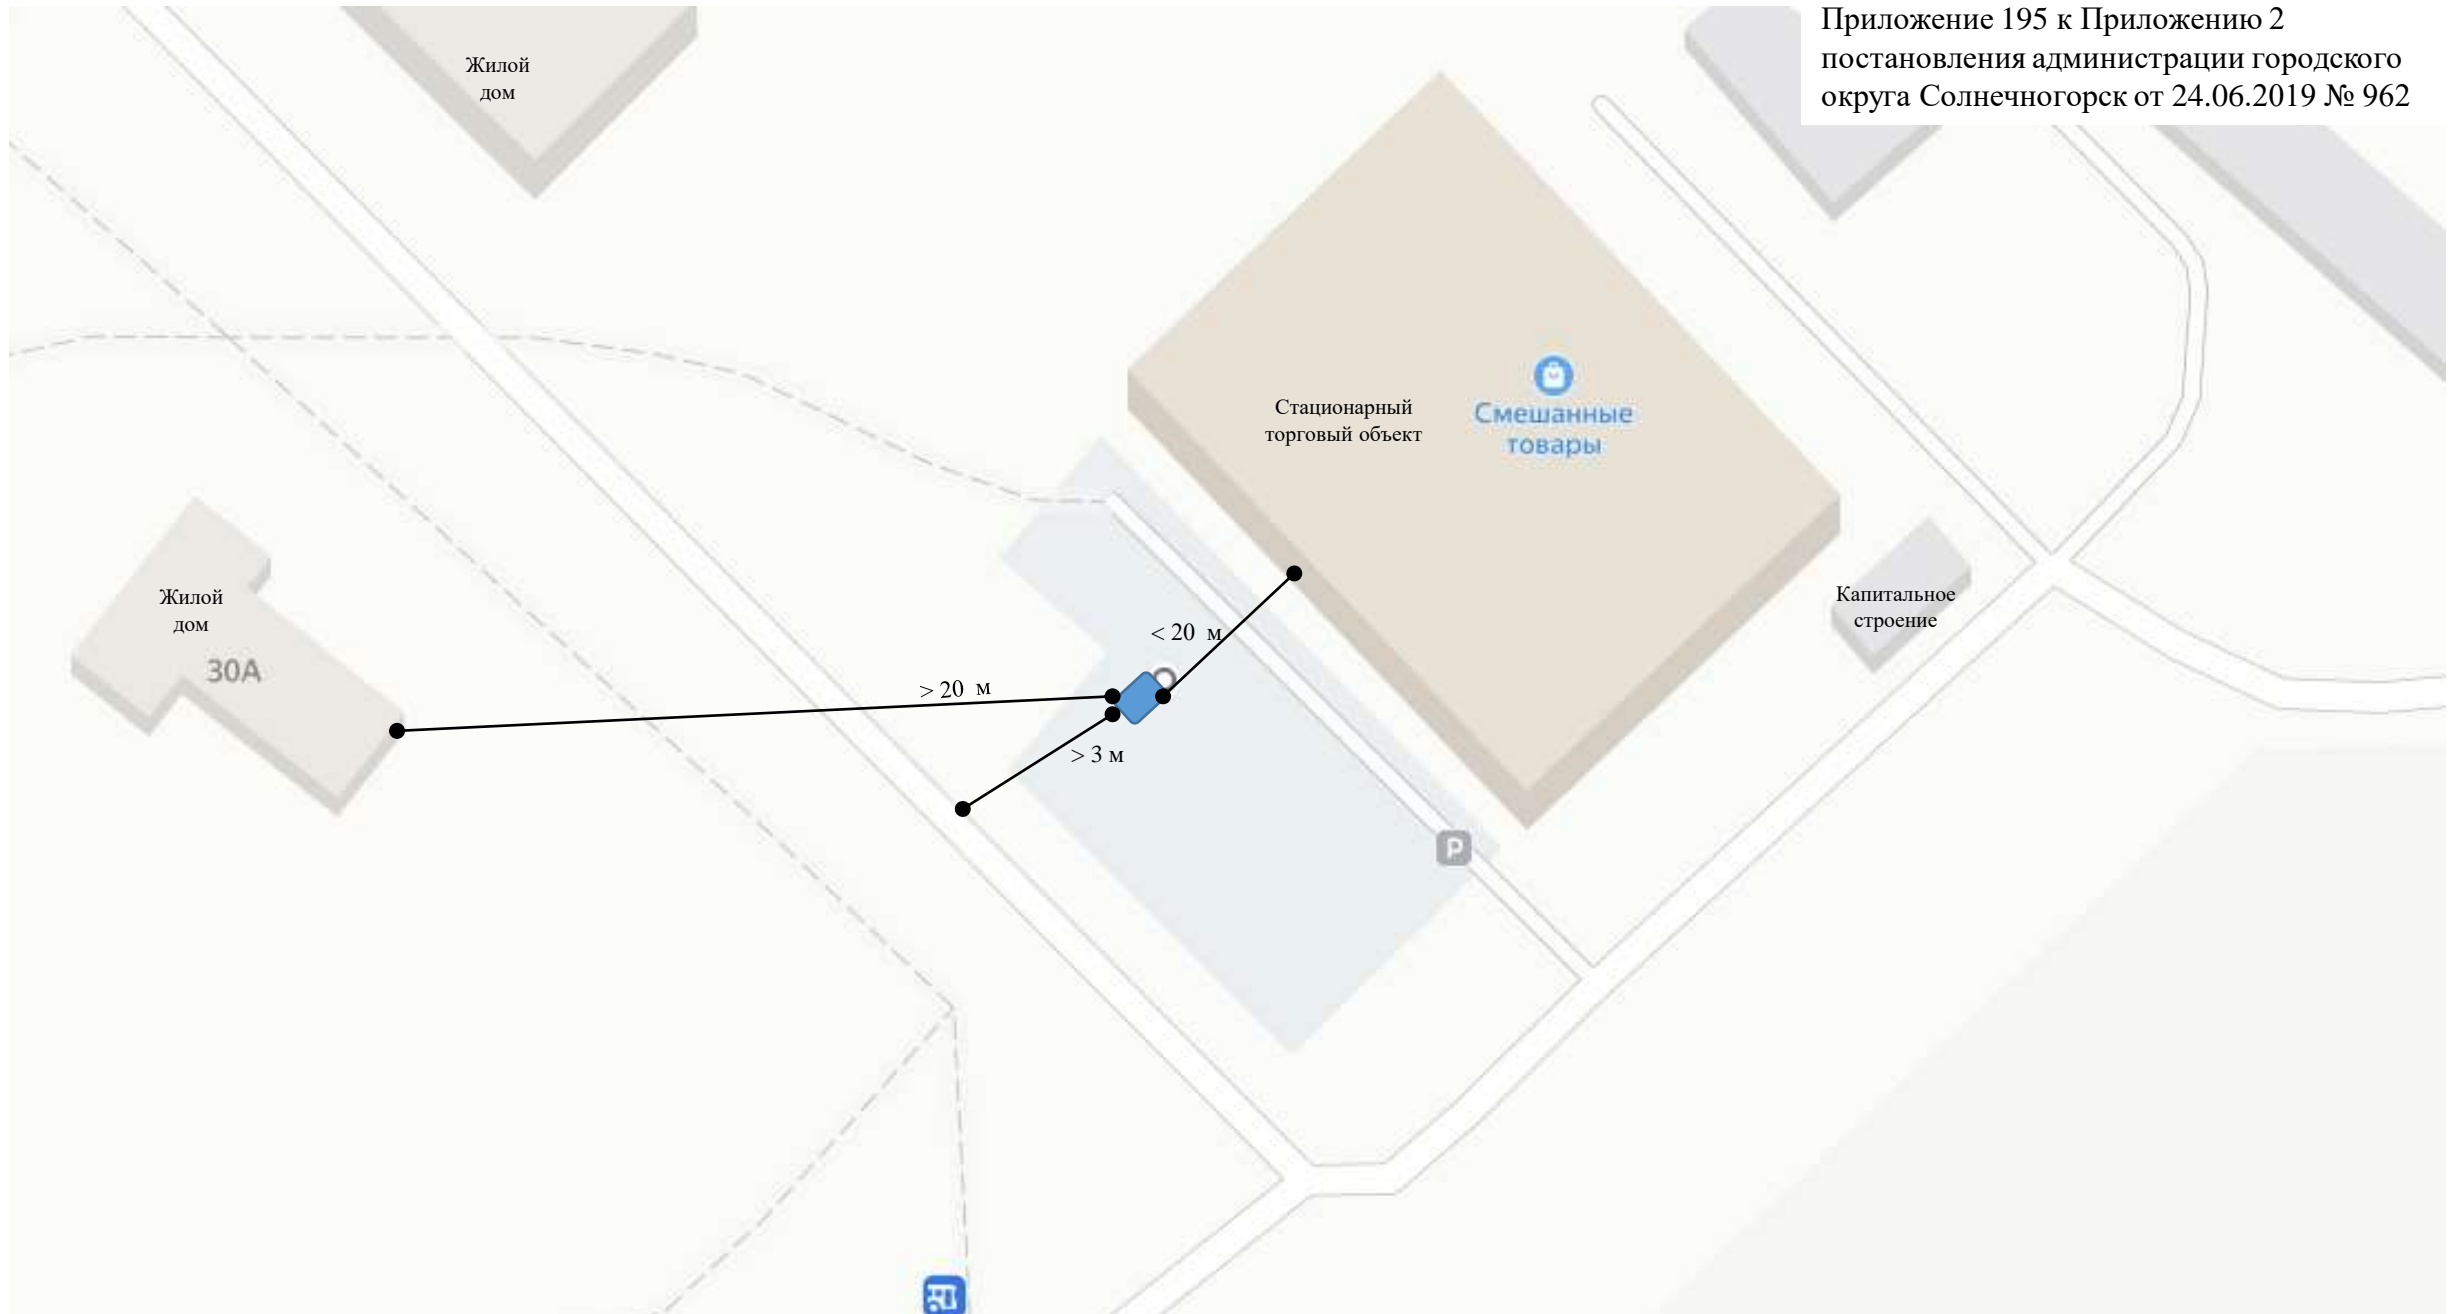 Приложение 195 к Приложению 2
постановления администрации городского
округа Солнечногорск от 24.06.2019 № 962
Жилой
дом
Стационарный
торговый объект
Смешанные
товары
Жилой
дом
30А
Капитальное
строение
< 20 м
> 20 м
> 3 м
P